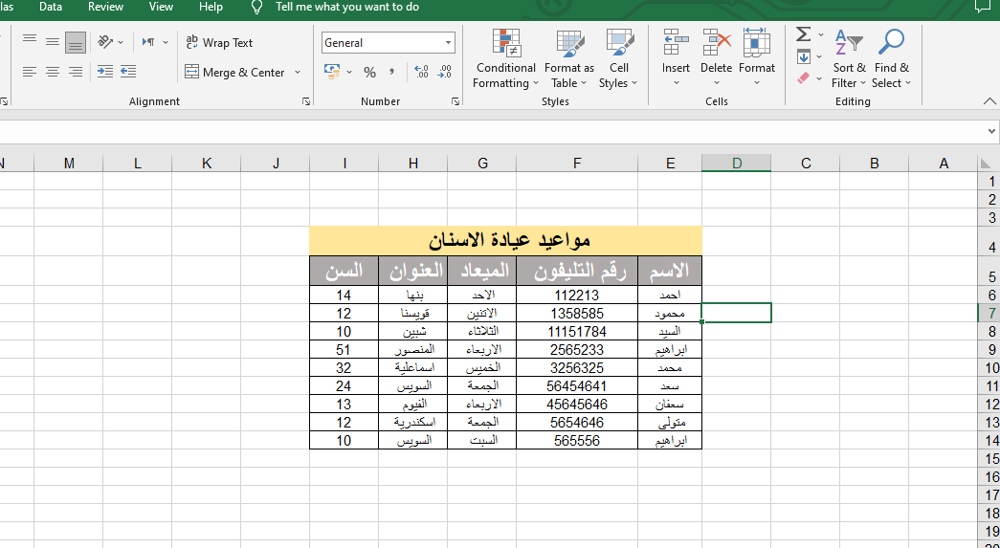 las Data Review View Help Tell me what you want to do
ab Wrap Text General
Merge & Center % , .00 .00
Conditional Formatting Format as Table Cell Styles Insert Delete Format Sort & Filter Find & Select
Alignment Number Styles Cells Editing
N M L K J I H G F E D C B A
1
2
3
4 مواعيد عيادة الاسنان
5 الاسم رقم التليفون الميعاد العنوان السن
6 احمد 112213 الاحد بنها 14
7 محمود 1358585 الاتنين قويسنا 12
8 السيد 11151784 الثلاثاء شبين 10
9 ابراهيم 2565233 الاربعاء المنصور 51
10 محمد 3256325 الخميس اسماعلية 32
11 سعد 56454641 الجمعة السويس 24
12 سعفان 45645646 الاربعاء الفيوم 13
13 متولى 5654646 الجمعة اسكندرية 12
14 ابراهيم 565556 السبت السويس 10
15
16
17
18
19